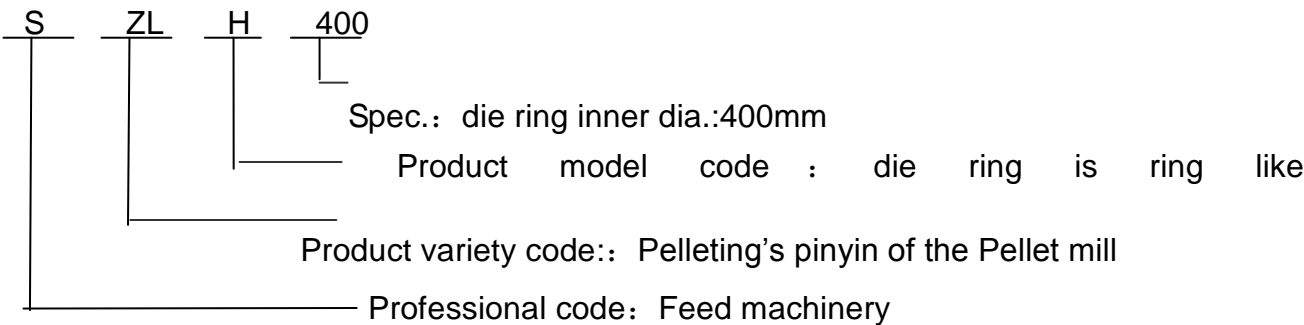 S ZL H 400
Spec.：die ring inner dia.:400mm
Product model code：die ring is ring like
Product variety code:：Pelleting's pinyin of the Pellet mill
Professional code：Feed machinery